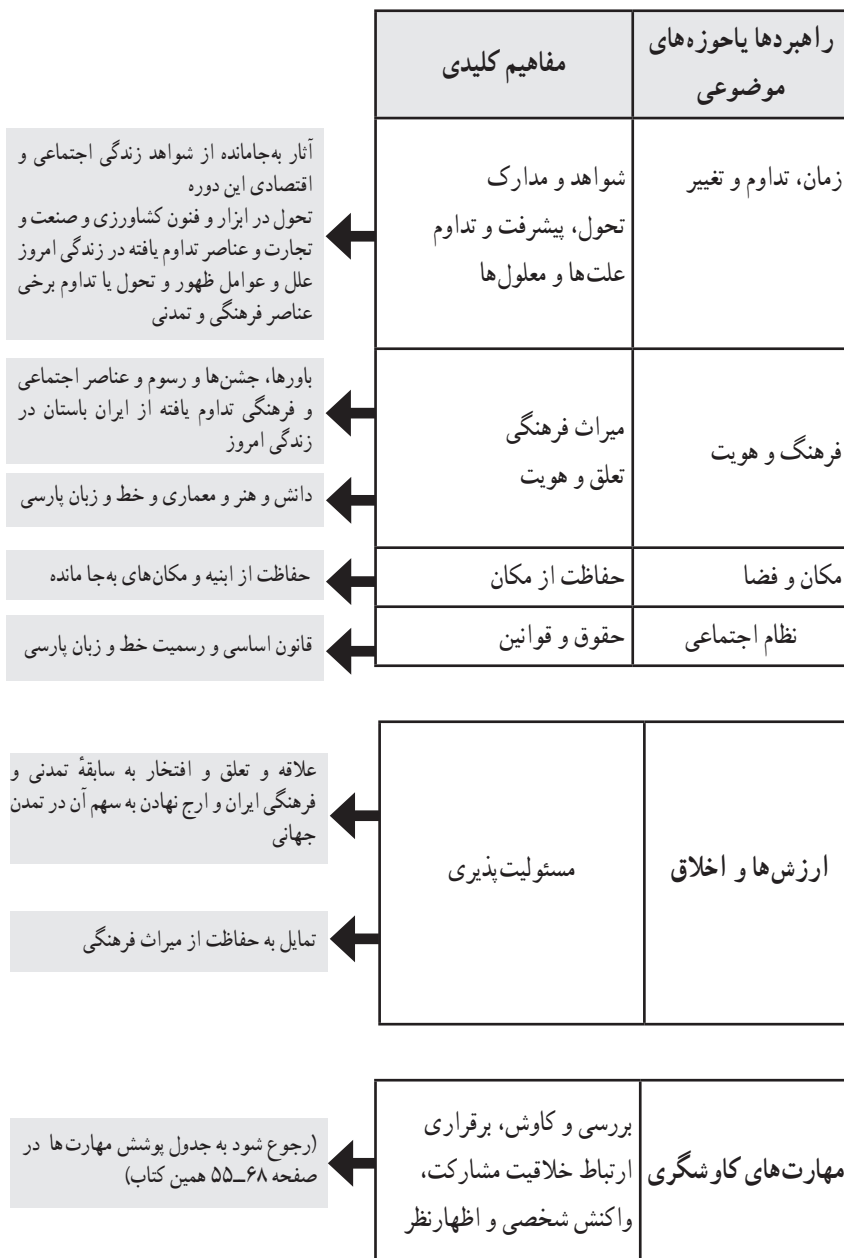 راهبردها یاحوزه‌های
موضوعی
مفاهیم کلیدی
زمان، تداوم و تغییر
شواهد و مدارک
تحول، پیشرفت و تداوم
علت‌ها و معلول‌ها
آثار به‌جامانده از شواهد زندگی اجتماعی و
اقتصادی این دوره
تحول در ابزار و فنون کشاورزی و صنعت و
تجارت و عناصر تداوم یافته در زندگی امروز
علل و عوامل ظهور و تحول یا تداوم برخی
عناصر فرهنگی و تمدنی
فرهنگ و هویت
میراث فرهنگی
تعلق و هویت
باورها، جشن‌ها و رسوم و عناصر اجتماعی
و فرهنگی تداوم یافته از ایران باستان در
زندگی امروز
دانش و هنر و معماری و خط و زبان پارسی
مکان و فضا
حفاظت از مکان
حفاظت از ابنیه و مکان‌های به‌جا مانده
نظام اجتماعی
حقوق و قوانین
قانون اساسی و رسمیت خط و زبان پارسی
ارزش‌ها و اخلاق
مسئولیت‌پذیری
علاقه و تعلق و افتخار به سابقهٔ تمدنی و
فرهنگی ایران و ارج نهادن به سهم آن در تمدن
جهانی
تمایل به حفاظت از میراث فرهنگی
مهارت‌های کاوشگری
بررسی و کاوش، برقراری
ارتباط خلاقیت مشارکت،
واکنش شخصی و اظهارنظر
(رجوع شود به جدول پوشش مهارت‌ها در
صفحه ۶۸ــ۵۵ همین کتاب)